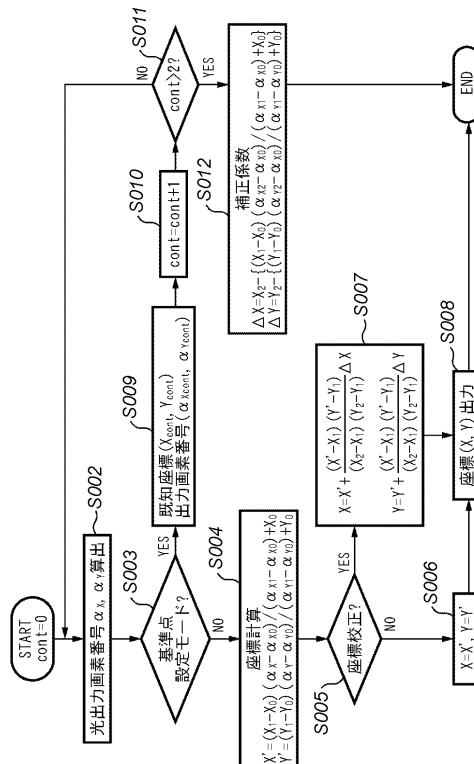 START
cont=0
S002
光出力画素番号αX, αY算出
S003
基準点
設定モード?
YES
NO
S009
既知座標(Xcont, Ycont)
出力画素番号(αXcont, αYcont)
S010
cont=cont+1
S011
cont>2?
NO
YES
S012
補正係数
ΔX=X2-{(X1-X0)(αX2-αX0)/(αX1-αX0)+X0}
ΔY=Y2-{(Y1-Y0)(αY2-αY0)/(αY1-αY0)+Y0}
S004
座標計算
X'=(X1-X0)(αX-αX0)/(αX1-αX0)+X0
Y'=(Y1-Y0)(αY-αY0)/(αY1-αY0)+Y0
S005
座標校正?
YES
NO
S007
X=X'+(X'-X1)(Y'-Y1)/(X2-X1)(Y2-Y1)ΔX
Y=Y'+(X'-X1)(Y'-Y1)/(X2-X1)(Y2-Y1)ΔY
S006
X=X', Y=Y'
S008
座標(X, Y)出力
END